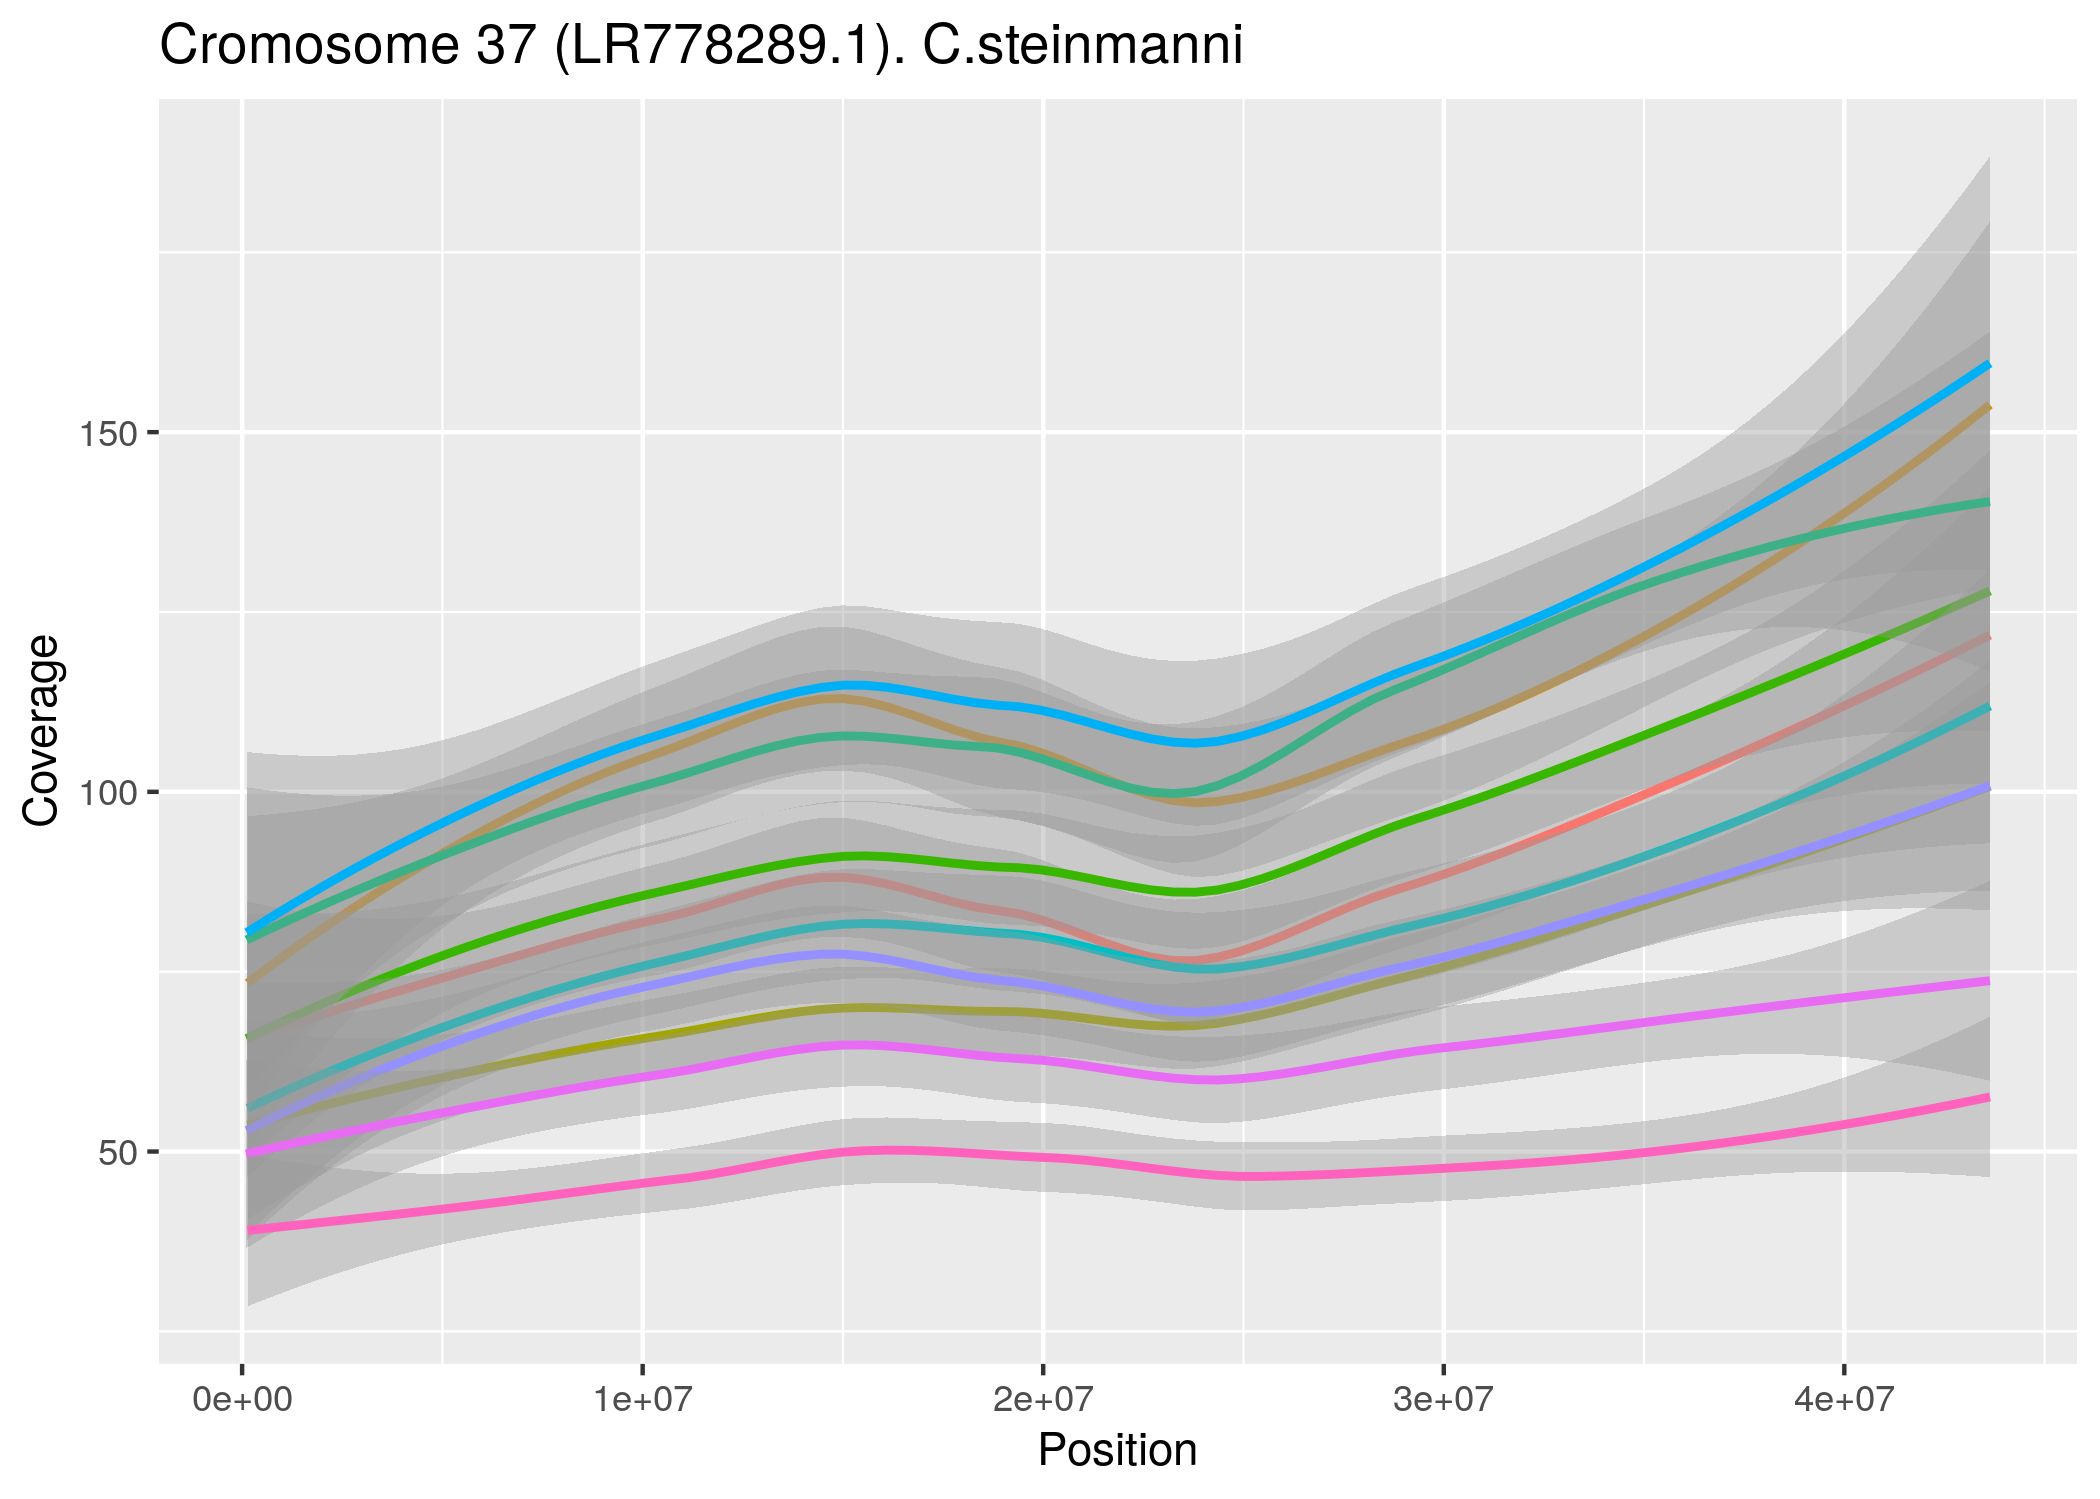 Cromosome 37 (LR778289.1). C.steinmanni
Coverage
150
100
50
0e+00 1e+07 2e+07 3e+07 4e+07
Position